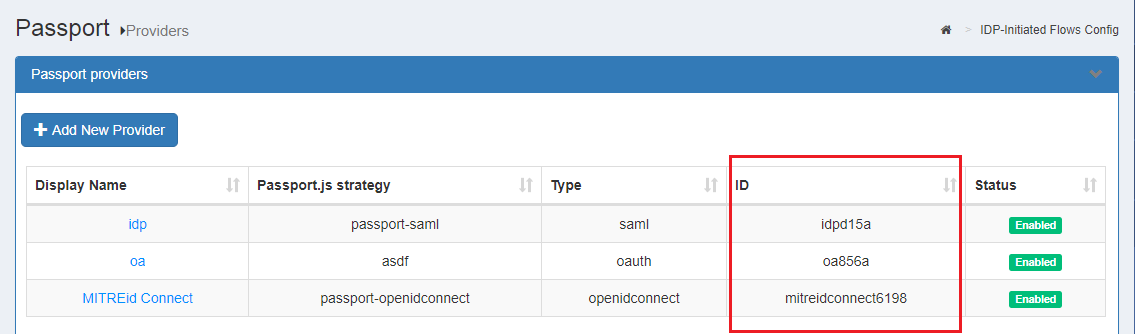 Passport Providers
> IDP-Initiated Flows Config
Passport providers
Add New Provider
Display Name Passport.js strategy Type ID Status
idp passport-saml saml idpd15a Enabled
oa asdf oauth oa856a Enabled
MITREid Connect passport-openidconnect openidconnect mitreidconnect6198 Enabled